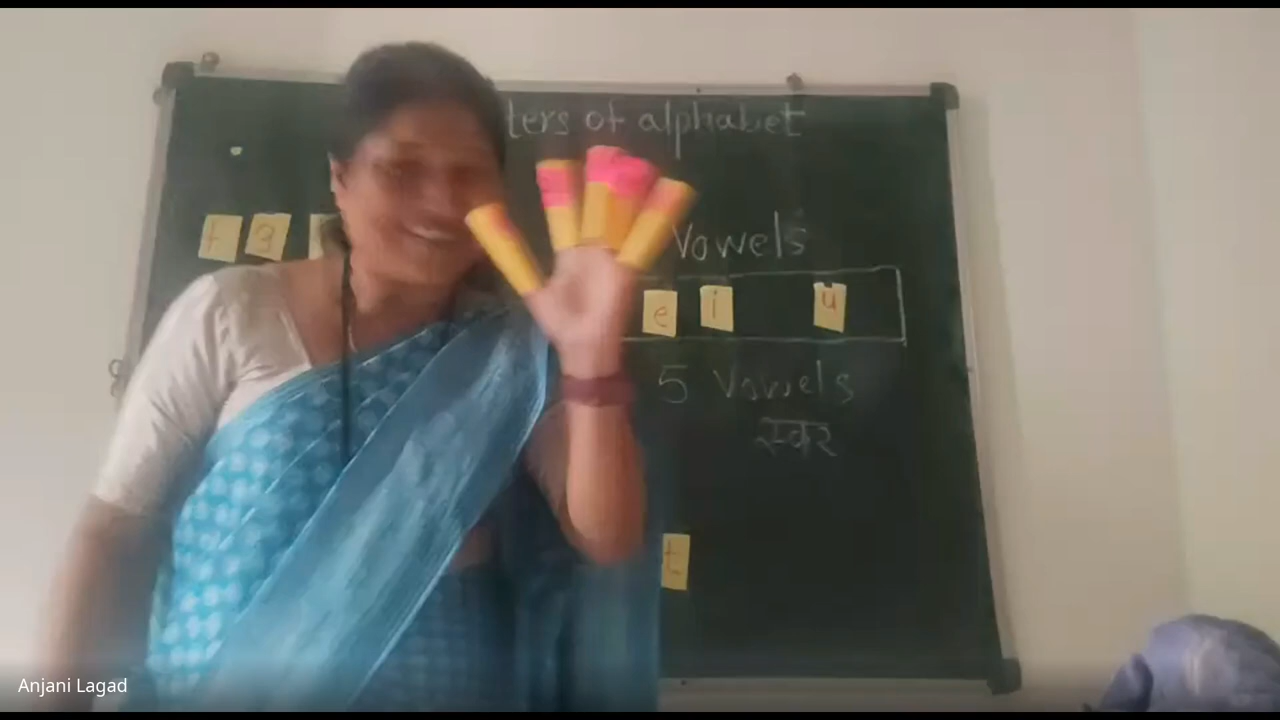 ters of alphabet
Vowels
e i u
5 Vowels
स्वर
t
Anjani Lagad